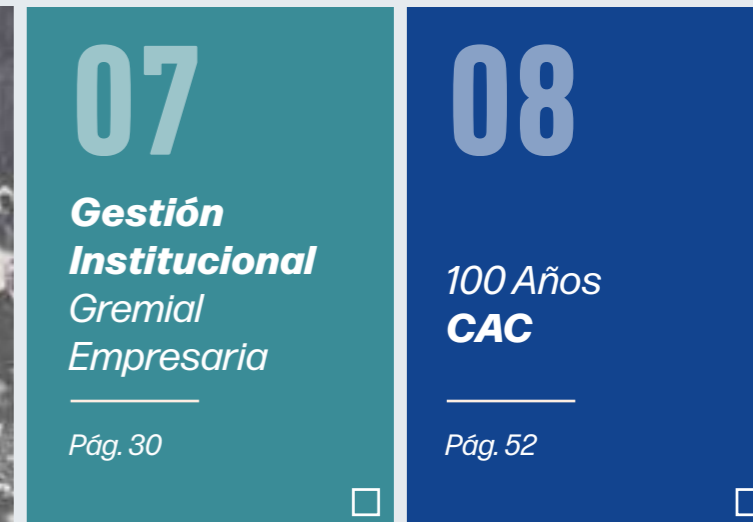 07
Gestión
Institucional
Gremial
Empresaria
Pág. 30
08
100 Años
CAC
Pág. 52